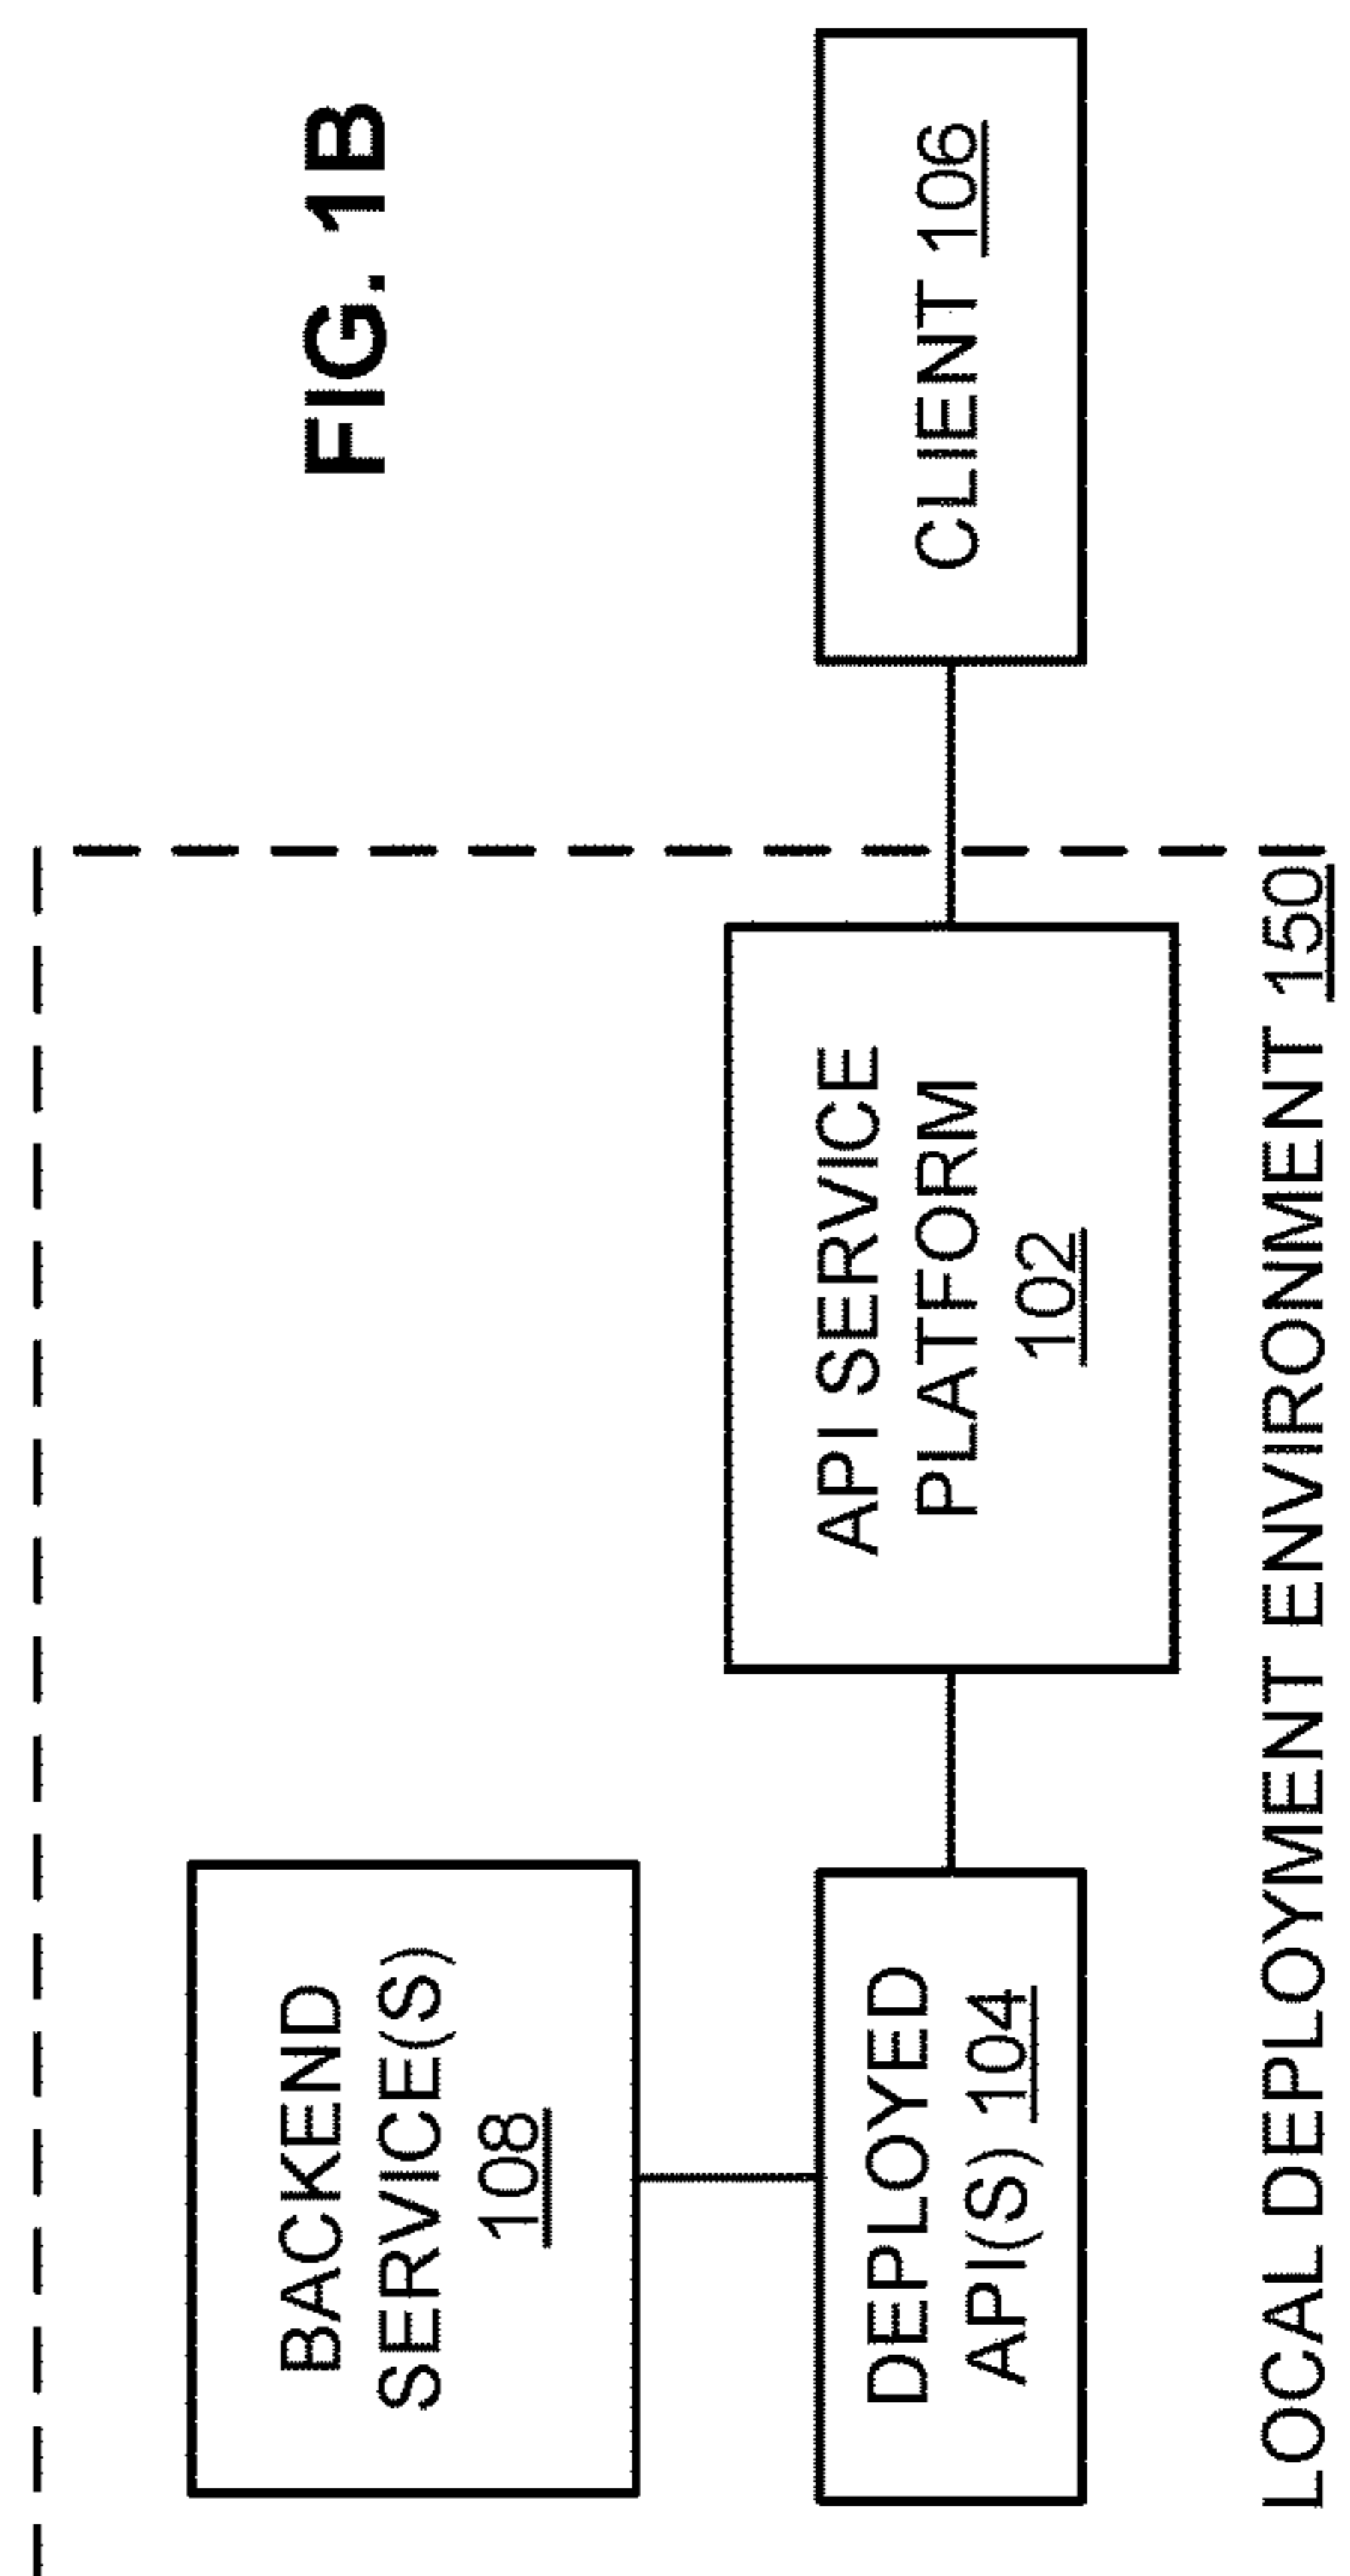 BACKEND
SERVICE(S)
108
DEPLOYED
API(S) 104
API SERVICE
PLATFORM
102
CLIENT 106
LOCAL DEPLOYMENT ENVIRONMENT 150
FIG. 1B